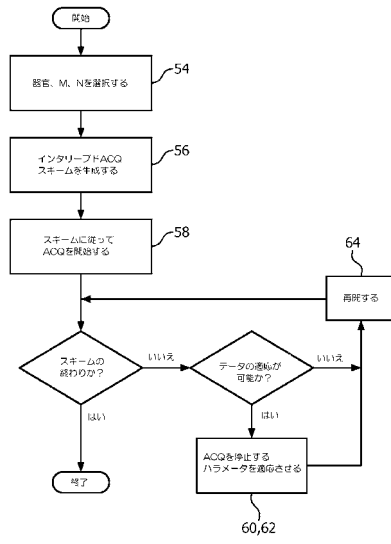 開始
器官、M、Nを選択する
54
インタリーブドACQ
スキームを生成する
56
スキームに従って
ACQを開始する
58
64
再開する
スキームの
終わりか?
いいえ
データの適応が
可能か?
いいえ
はい
はい
終了
ACQを停止する
パラメータを適応させる
60,62